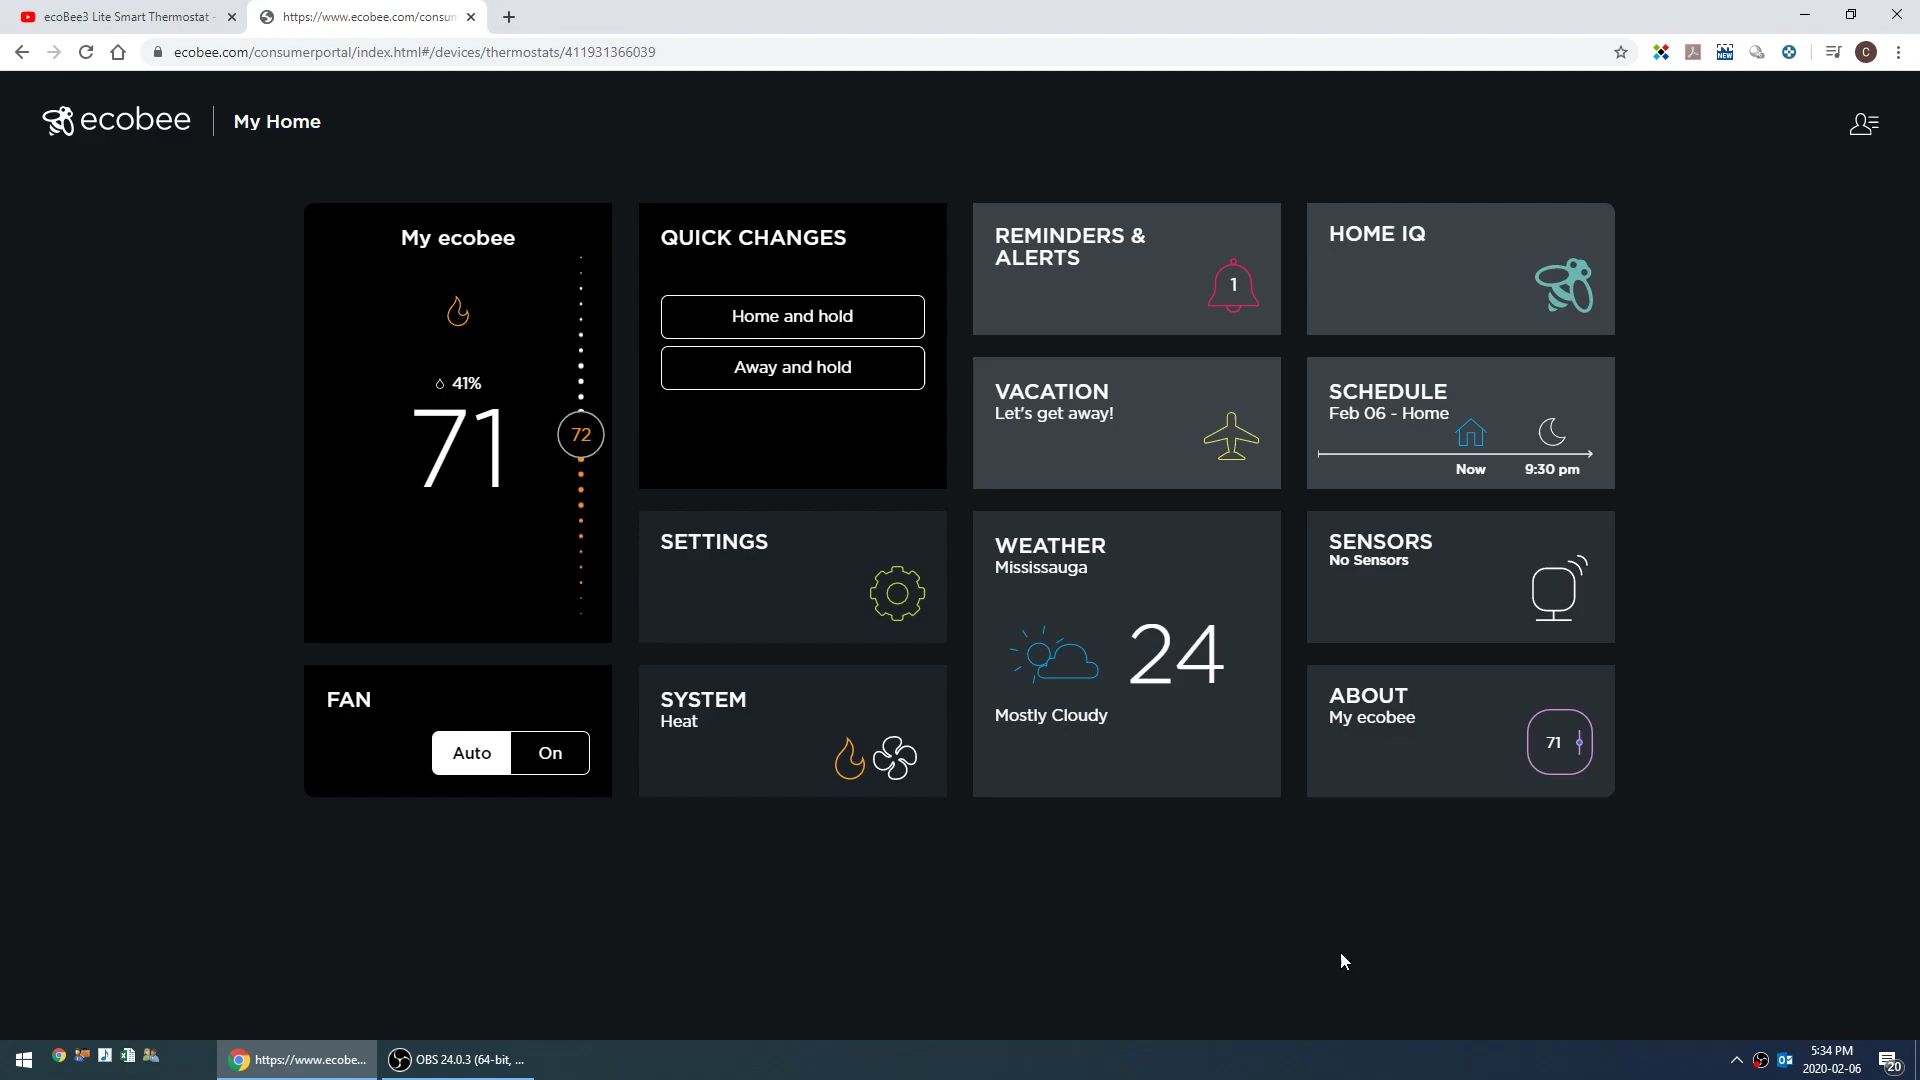 ecoBee3 Lite Smart Thermostat -
https://www.ecobee.com/consum
ecobee.com/consumerportal/index.html#/devices/thermostats/411931366039
NEW
C
ecobee
My Home
My ecobee
41%
71
72
QUICK CHANGES
Home and hold
Away and hold
REMINDERS &
ALERTS
1
HOME IQ
VACATION
Let's get away!
SCHEDULE
Feb 06 - Home
Now
9:30 pm
SETTINGS
WEATHER
Mississauga
24
Mostly Cloudy
SENSORS
No Sensors
FAN
Auto
On
SYSTEM
Heat
ABOUT
My ecobee
71
https://www.ecobe...
OBS 24.0.3 (64-bit, ...
5:34 PM
2020-02-06
20